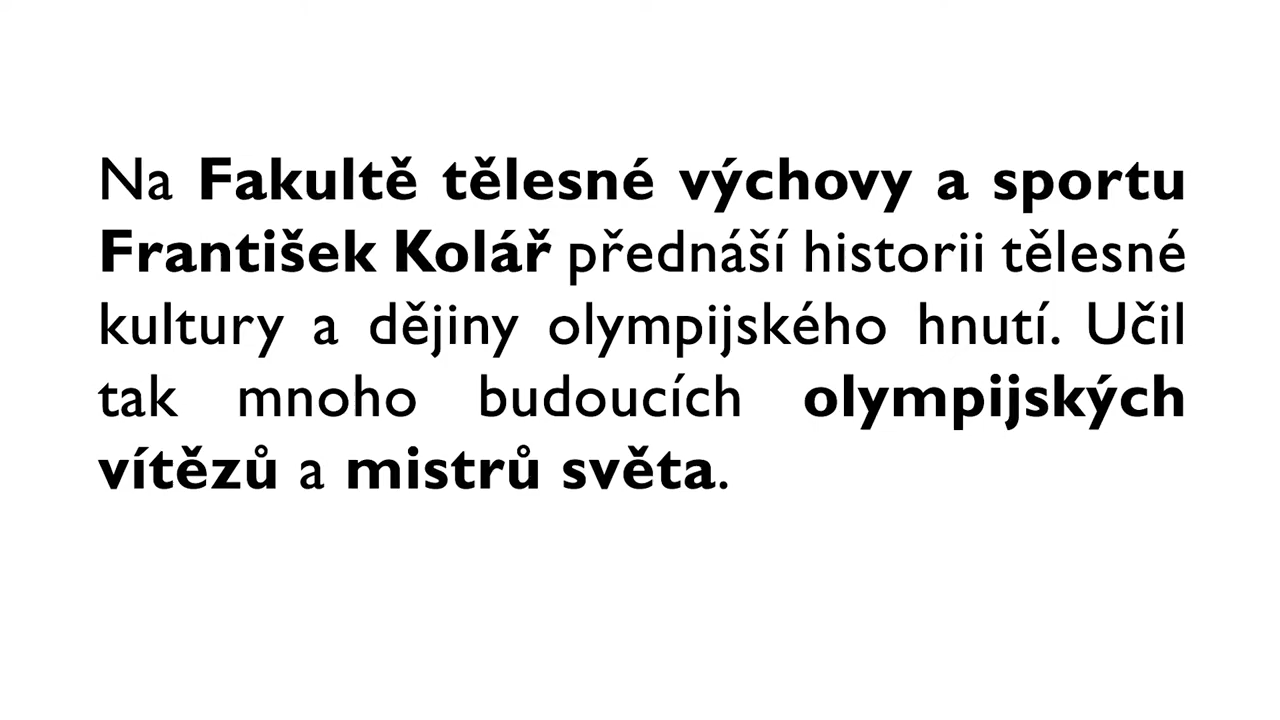 Na Fakultě tělesné výchovy a sportu
František Kolář přednáší historii tělesné
kultury a dějiny olympijského hnutí. Učil
tak mnoho budoucích olympijských
vítězů a mistrů světa.